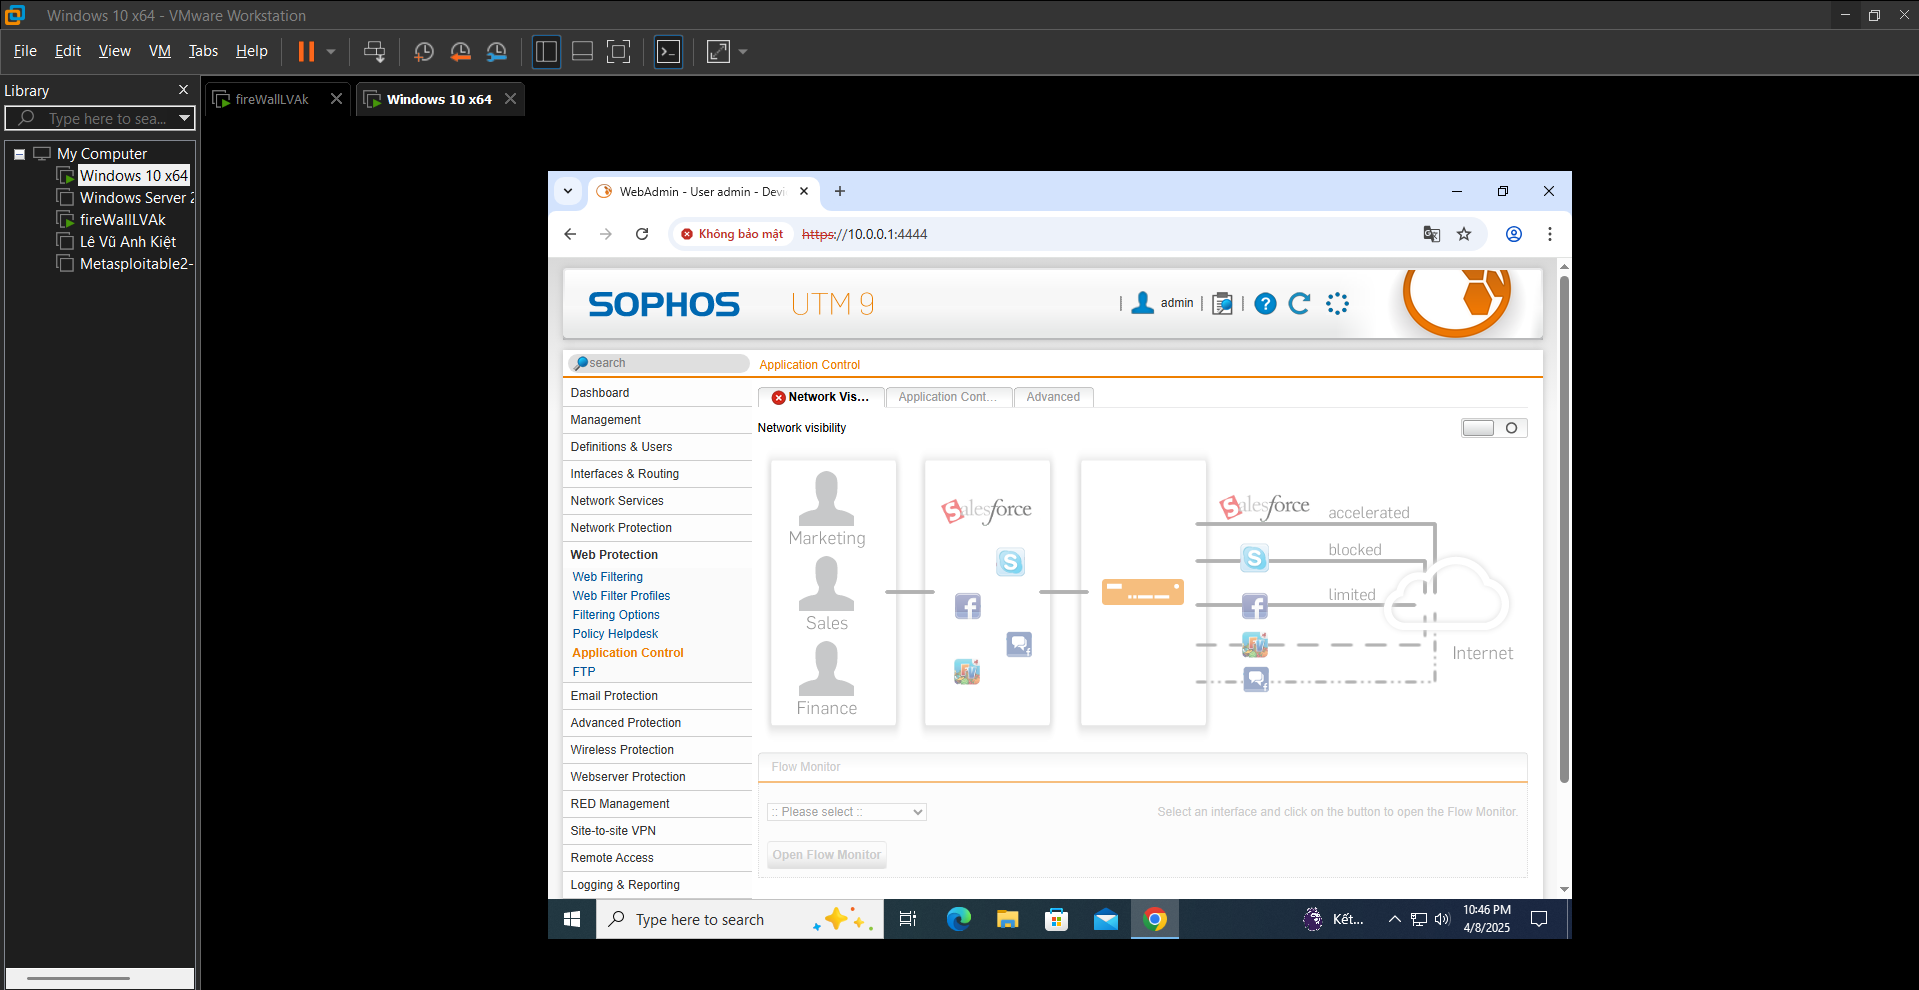 Windows 10 x64 - VMware Workstation
File Edit View VM Tabs Help
Library
Type here to sea...
My Computer
Windows 10 x64
Windows Server 2
fireWallLVAk
Lê Vũ Anh Kiệt
Metasploitable2-
fireWallLVAk
Windows 10 x64
WebAdmin - User admin - Devi
Không bảo mật
https://10.0.0.1:4444
SOPHOS UTM 9
| admin | |
search
Application Control
Dashboard
Management
Definitions & Users
Interfaces & Routing
Network Services
Network Protection
Web Protection
Web Filtering
Web Filter Profiles
Filtering Options
Policy Helpdesk
Application Control
FTP
Email Protection
Advanced Protection
Wireless Protection
Webserver Protection
RED Management
Site-to-site VPN
Remote Access
Logging & Reporting
Network Vis...
Application Cont...
Advanced
Network visibility
Marketing
Sales
Finance
Salesforce
Salesforce
accelerated
blocked
limited
Internet
Flow Monitor
:: Please select ::
Select an interface and click on the button to open the Flow Monitor.
Open Flow Monitor
Type here to search
Kết...
10:46 PM
4/8/2025